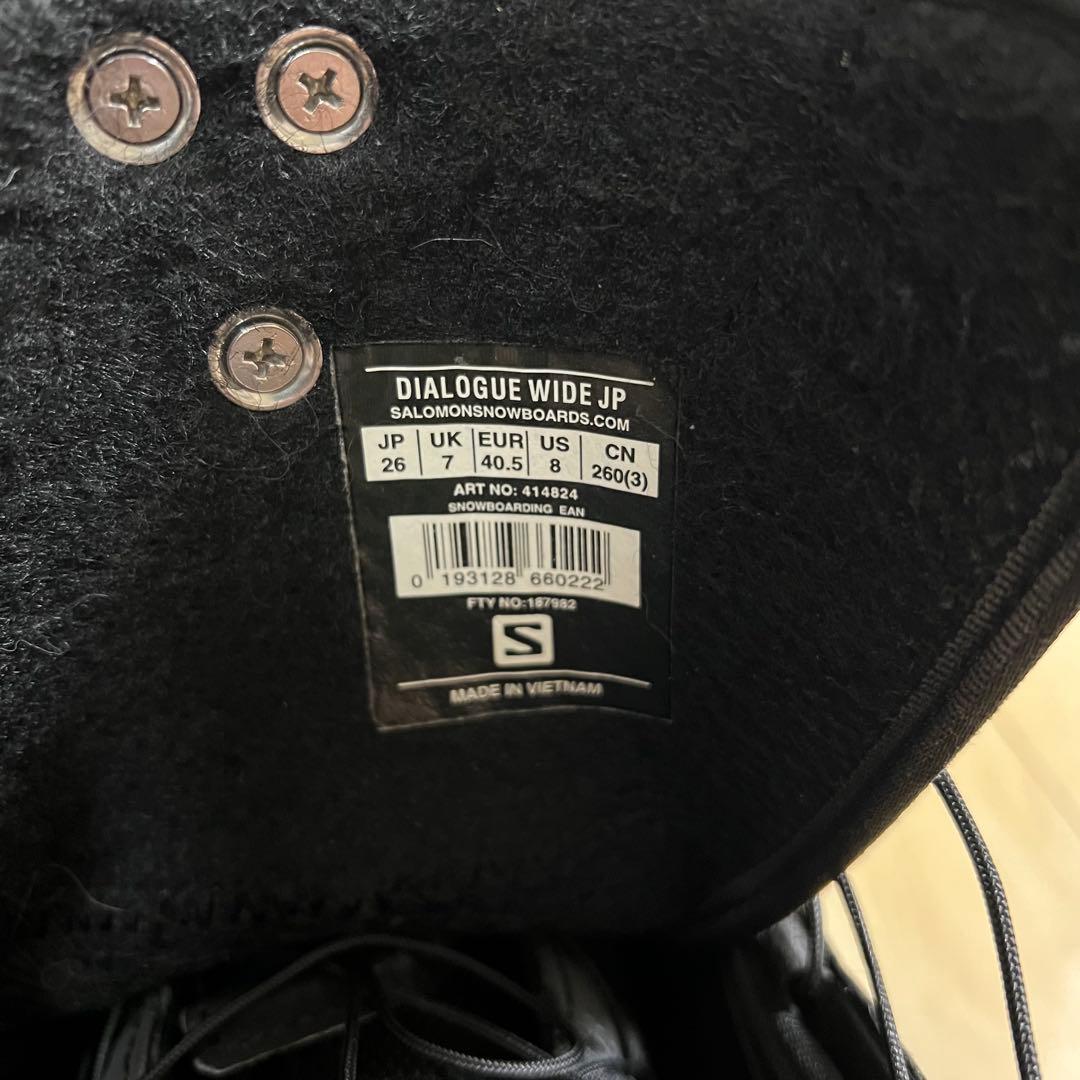 DIALOGUE WIDE JP
SALOMONSNOWBOARDS.COM
JP UK EUR US CN
26 7 40.5 8 260(3)
ART NO: 414824
SNOWBOARDING EAN
0 193128 660222
FTY NO:187982
S
MADE IN VIETNAM